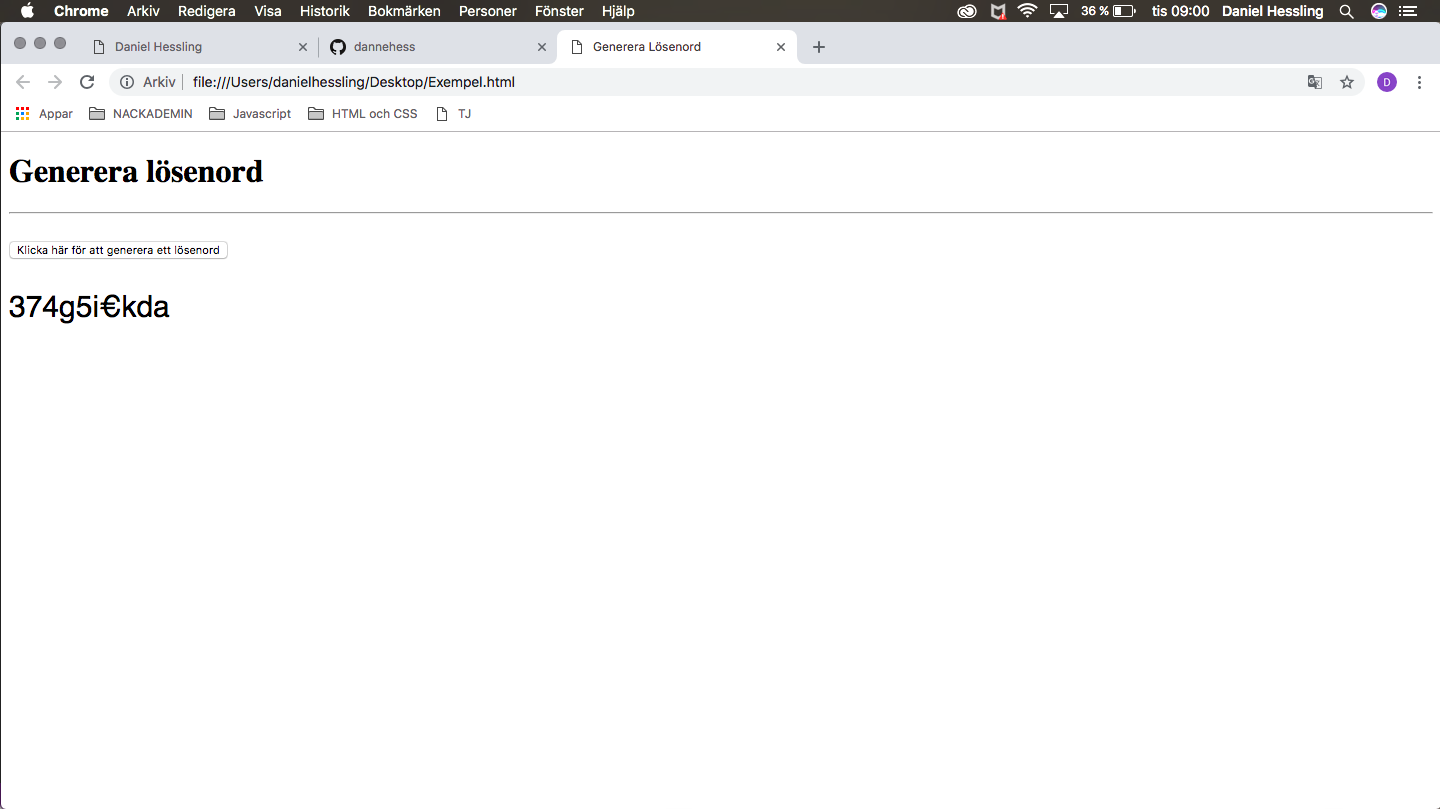 Chrome Arkiv Redigera Visa Historik Bokmärken Personer Fönster Hjälp 36 % tis 09:00 Daniel Hessling
Daniel Hessling dannehess Generera Lösenord
Arkiv file:///Users/danielhessling/Desktop/Exempel.html D
Appar NACKADEMIN Javascript HTML och CSS TJ
Generera lösenord
Klicka här för att generera ett lösenord
374g5i€kda